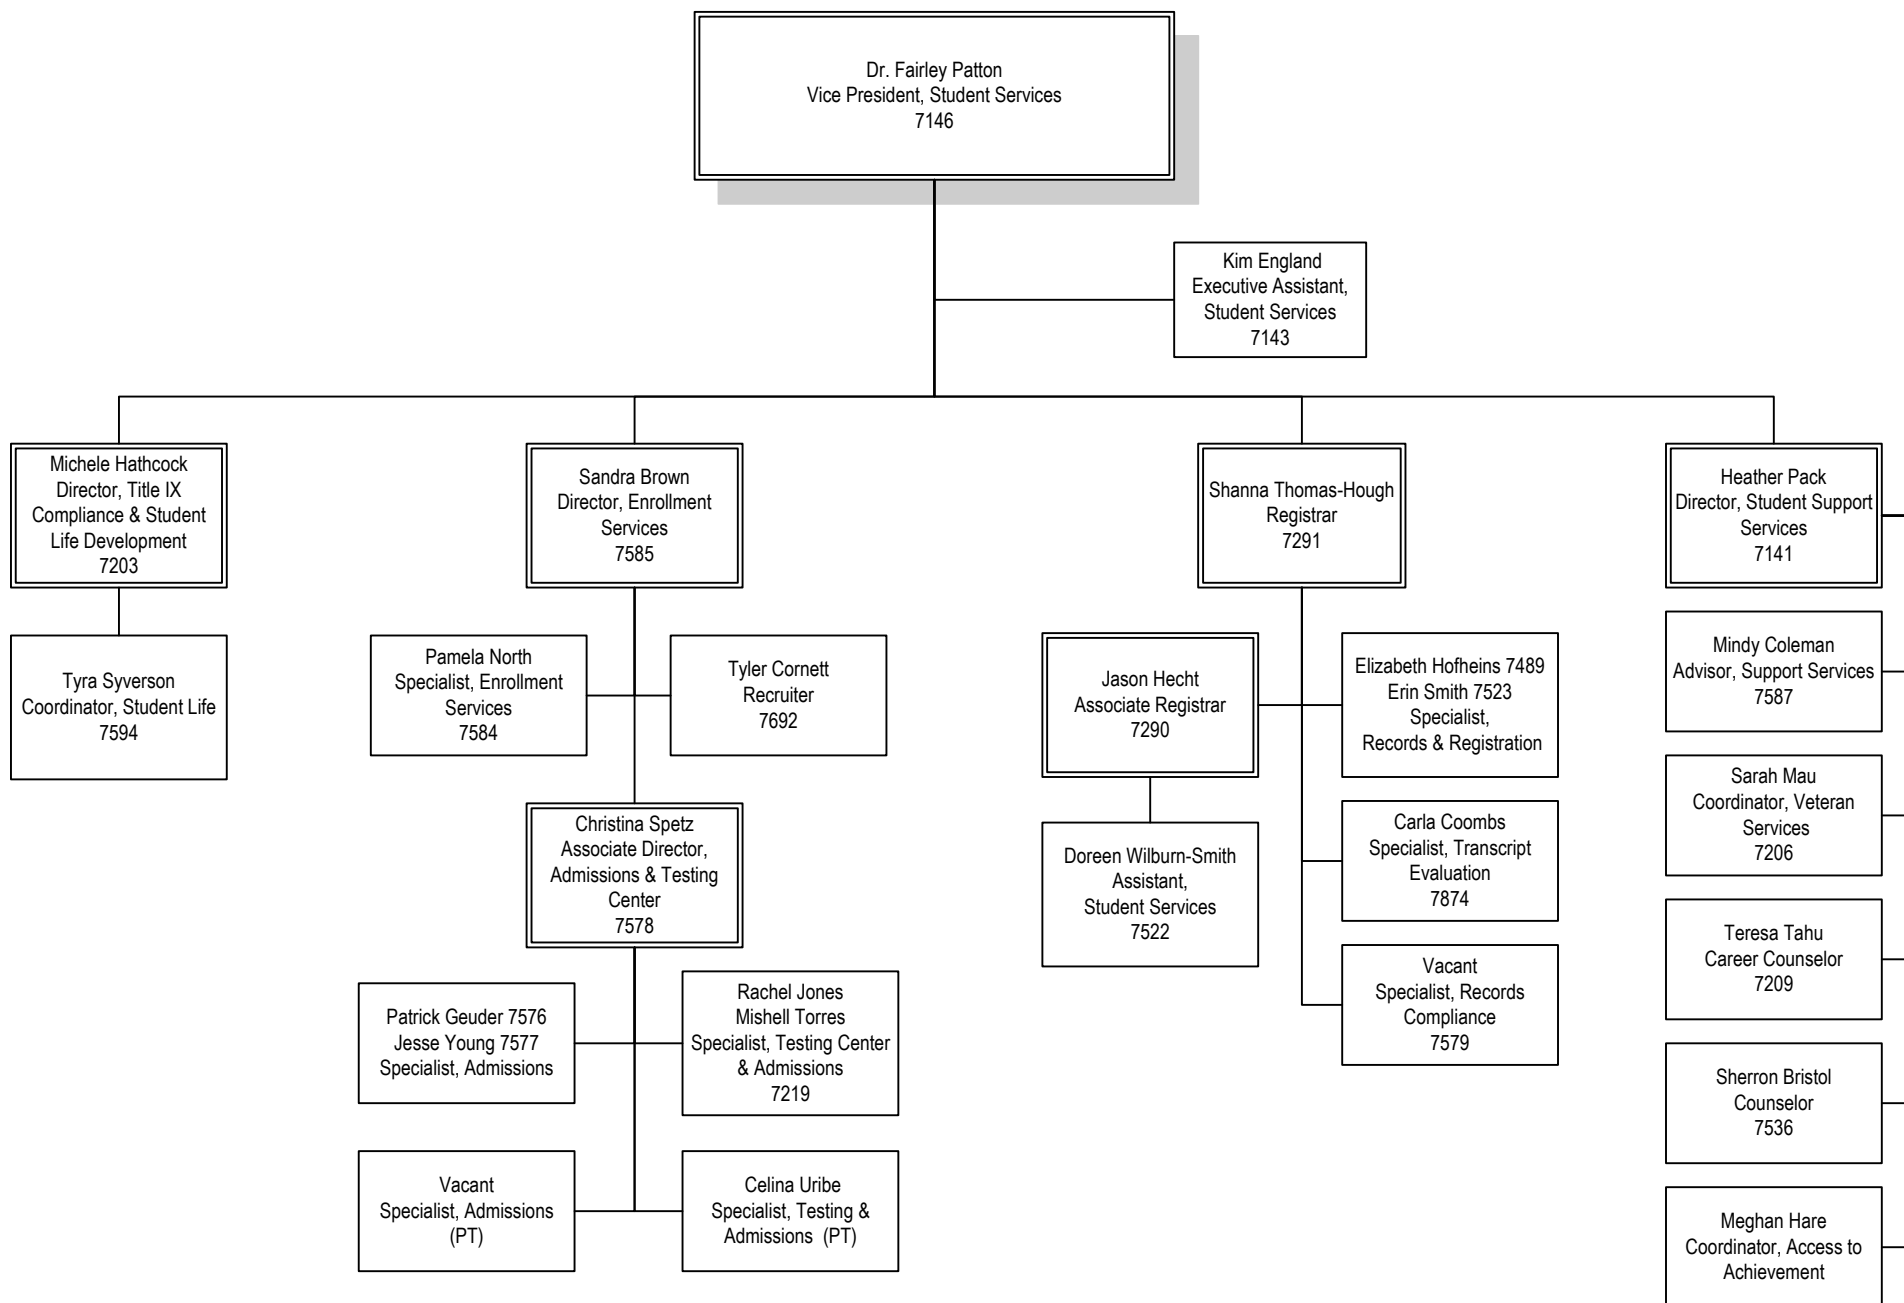 Dr. Fairley Patton
Vice President, Student Services
7146
Kim England
Executive Assistant,
Student Services
7143
Michele Hathcock
Director, Title IX
Compliance & Student
Life Development
7203
Sandra Brown
Director, Enrollment
Services
7585
Shanna Thomas-Hough
Registrar
7291
Heather Pack
Director, Student Support
Services
7141
Tyra Syverson
Coordinator, Student Life
7594
Pamela North
Specialist, Enrollment
Services
7584
Tyler Cornett
Recruiter
7692
Christina Spetz
Associate Director,
Admissions & Testing
Center
7578
Patrick Geuder 7576
Jesse Young 7577
Specialist, Admissions
Rachel Jones
Mishell Torres
Specialist, Testing Center
& Admissions
7219
Vacant
Specialist, Admissions
(PT)
Celina Uribe
Specialist, Testing &
Admissions (PT)
Jason Hecht
Associate Registrar
7290
Elizabeth Hofheins 7489
Erin Smith 7523
Specialist,
Records & Registration
Doreen Wilburn-Smith
Assistant,
Student Services
7522
Carla Coombs
Specialist, Transcript
Evaluation
7874
Vacant
Specialist, Records
Compliance
7579
Mindy Coleman
Advisor, Support Services
7587
Sarah Mau
Coordinator, Veteran
Services
7206
Teresa Tahu
Career Counselor
7209
Sherron Bristol
Counselor
7536
Meghan Hare
Coordinator, Access to
Achievement